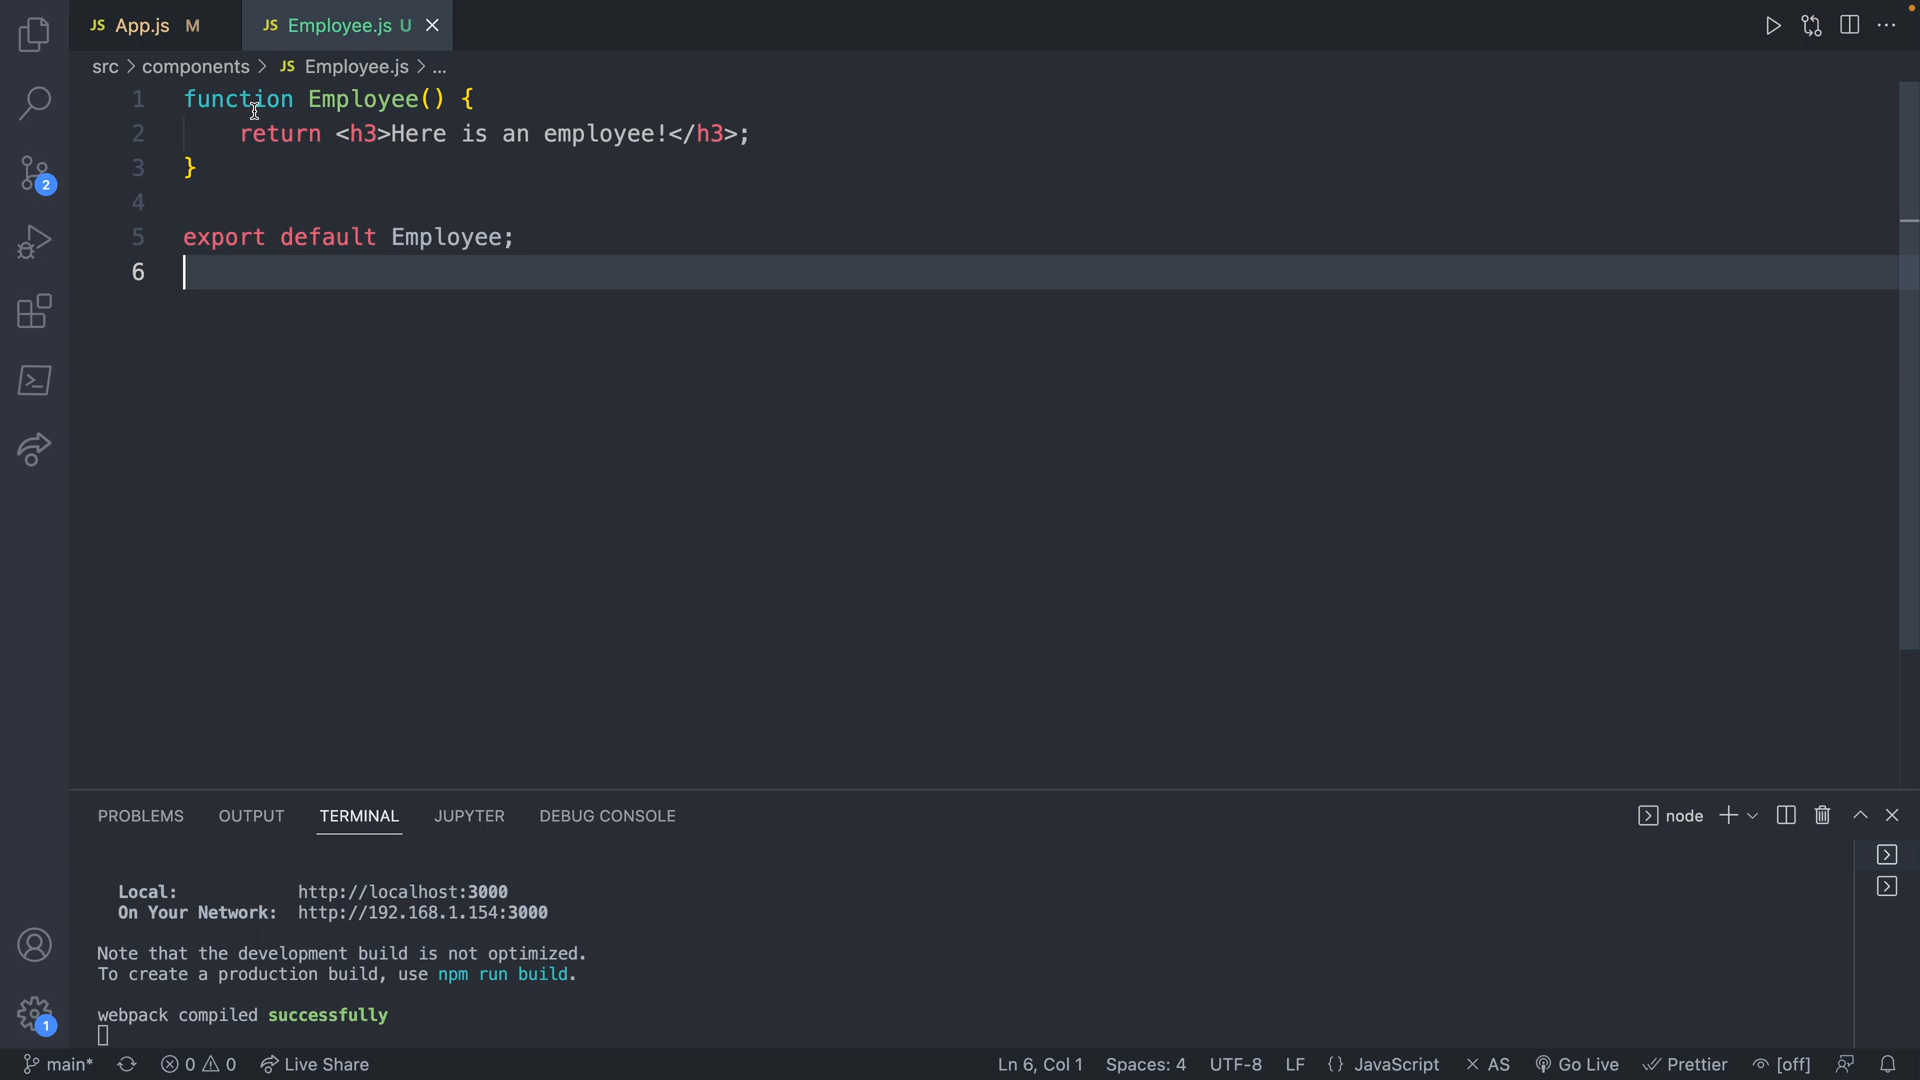 JS App.js M
JS Employee.js U
src > components > JS Employee.js > ...
1 function Employee() {
2 return <h3>Here is an employee!</h3>;
3 }
4
5 export default Employee;
6
2
1
PROBLEMS OUTPUT TERMINAL JUPYTER DEBUG CONSOLE
node
Local: http://localhost:3000
On Your Network: http://192.168.1.154:3000
Note that the development build is not optimized.
To create a production build, use npm run build.
webpack compiled successfully
main* 0 0 Live Share Ln 6, Col 1 Spaces: 4 UTF-8 LF {} JavaScript × AS Go Live Prettier [off]